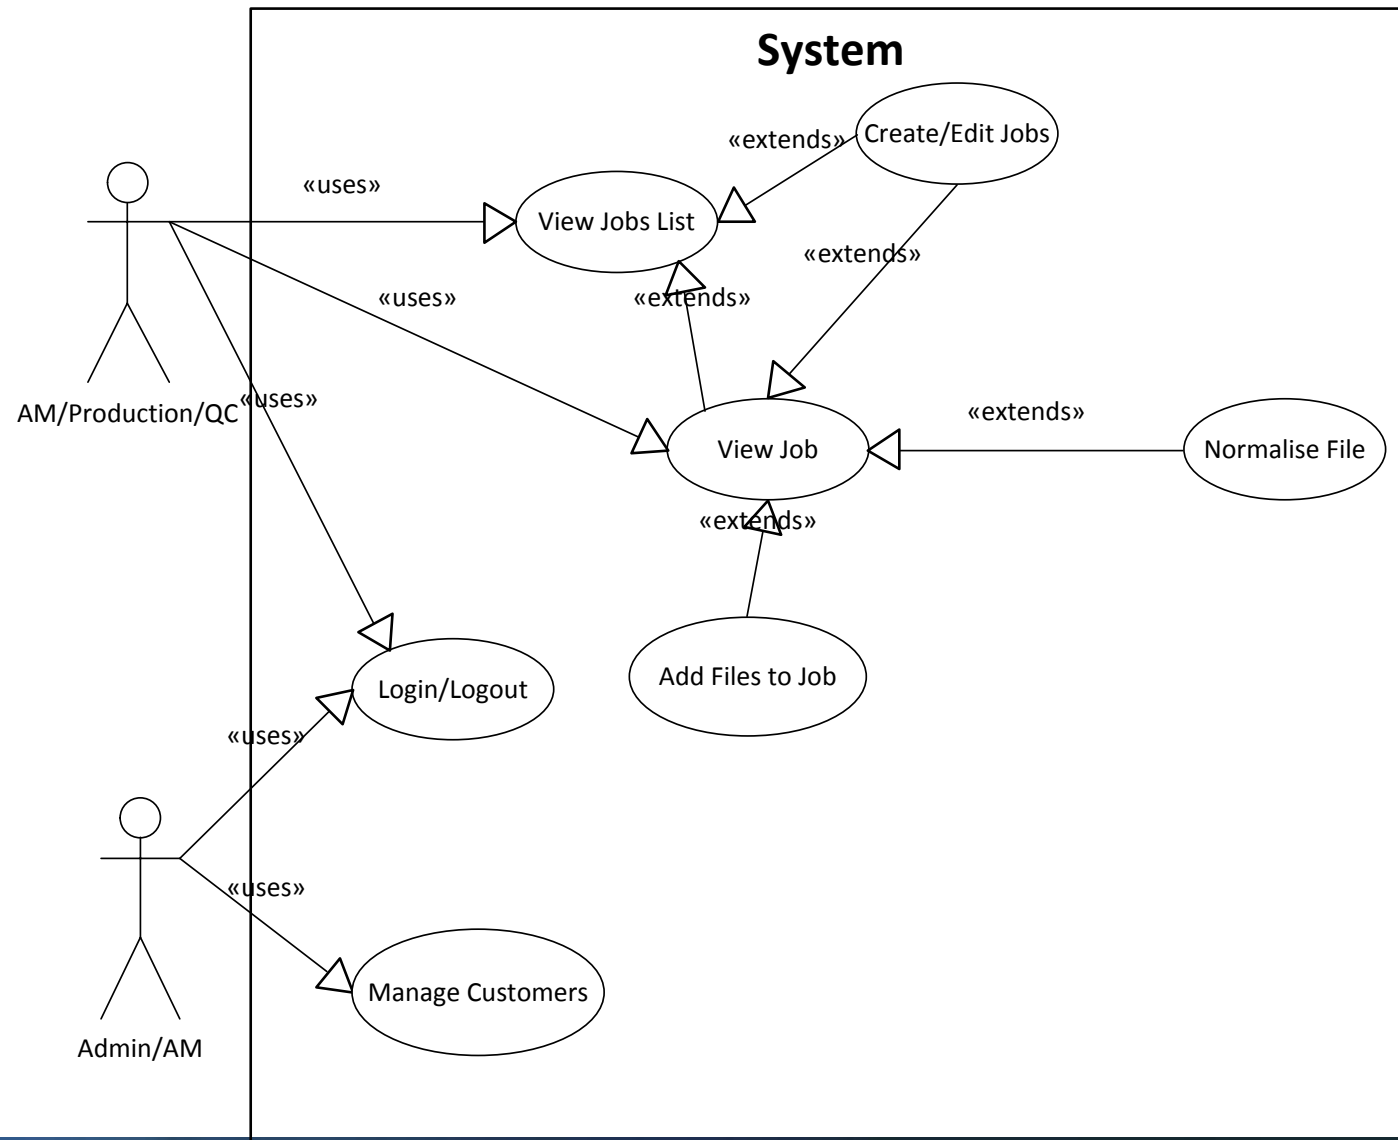 System
Create/Edit Jobs
«extends»
«uses»
View Jobs List
«extends»
«uses»
«extends»
«uses»
AM/Production/QC
«extends»
View Job
Normalise File
«extends»
Add Files to Job
Login/Logout
«uses»
«uses»
Manage Customers
Admin/AM